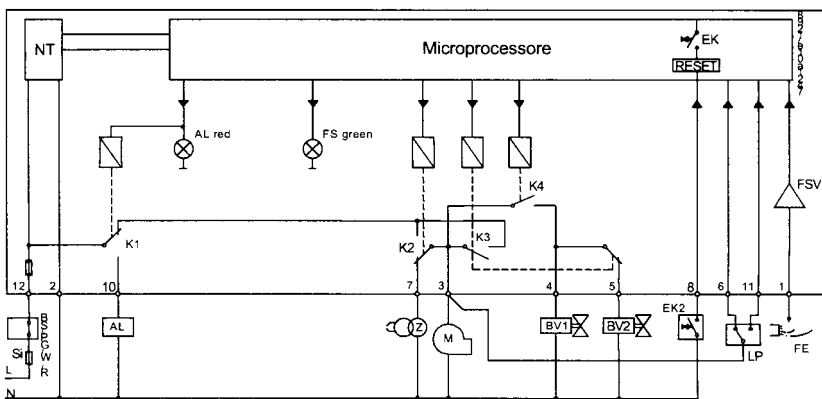 NT
Microprocessore
EK
RESET
AL red
FS green
FSV
K4
K1
K2
K3
12
2
10
7
3
4
5
8
6
11
1
EK2
AL
Z
M
BV1
BV2
LP
FE
Si
L
N